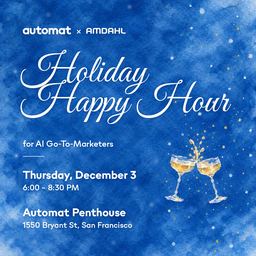 automat x AMDAHL
Holiday
Happy Hour
for AI Go-To-Marketers
Thursday, December 3
6:00 - 8:30 PM
Automat Penthouse
1550 Bryant St, San Francisco